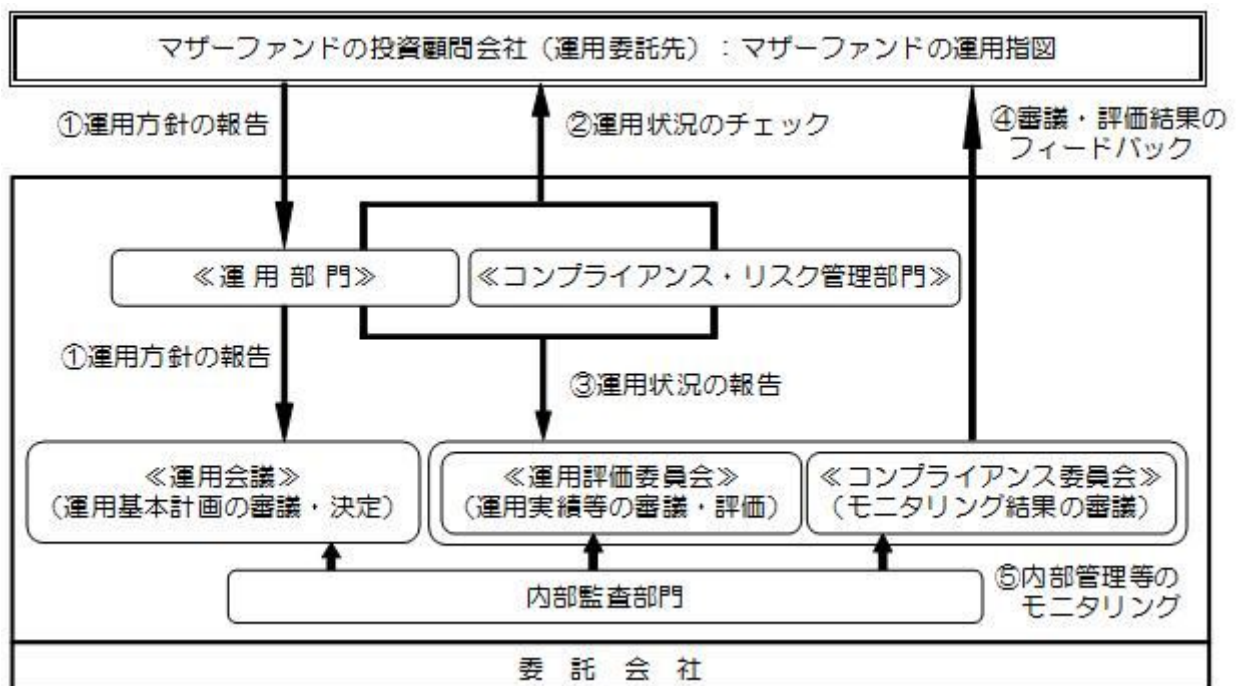 マザーファンドの投資顧問会社（運用委託先）：マザーファンドの運用指図
①運用方針の報告
②運用状況のチェック
④審議・評価結果の
フィードバック
≪運 用 部 門≫
≪コンプライアンス・リスク管理部門≫
①運用方針の報告
③運用状況の報告
≪運用会議≫
（運用基本計画の審議・決定）
≪運用評価委員会≫
（運用実績等の審議・評価）
≪コンプライアンス委員会≫
（モニタリング結果の審議）
内部監査部門
⑤内部管理等の
モニタリング
委 託 会 社